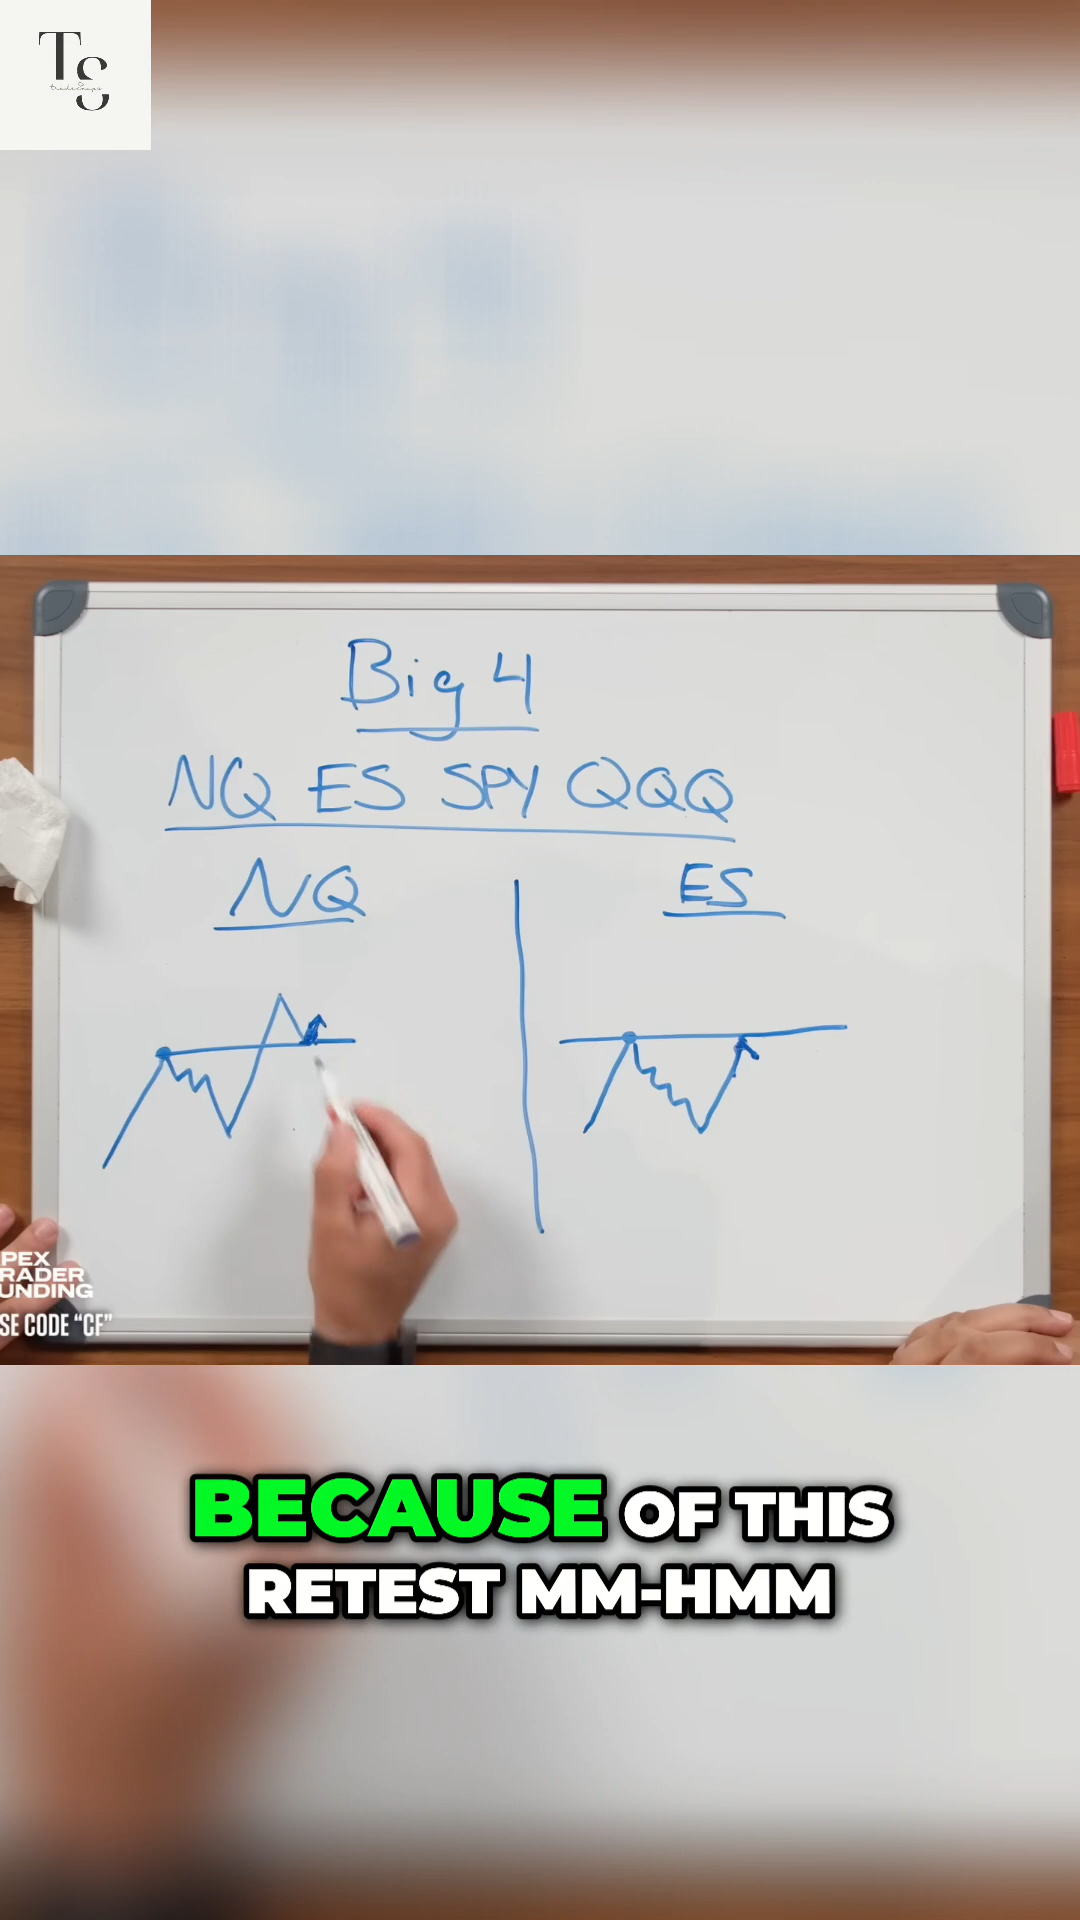 TS
Big 4
NQ ES SPY QQQ
NQ
ES
PEX
RADER
UNDING
SE CODE “CF”
BECAUSE OF THIS
RETEST MM-HMM